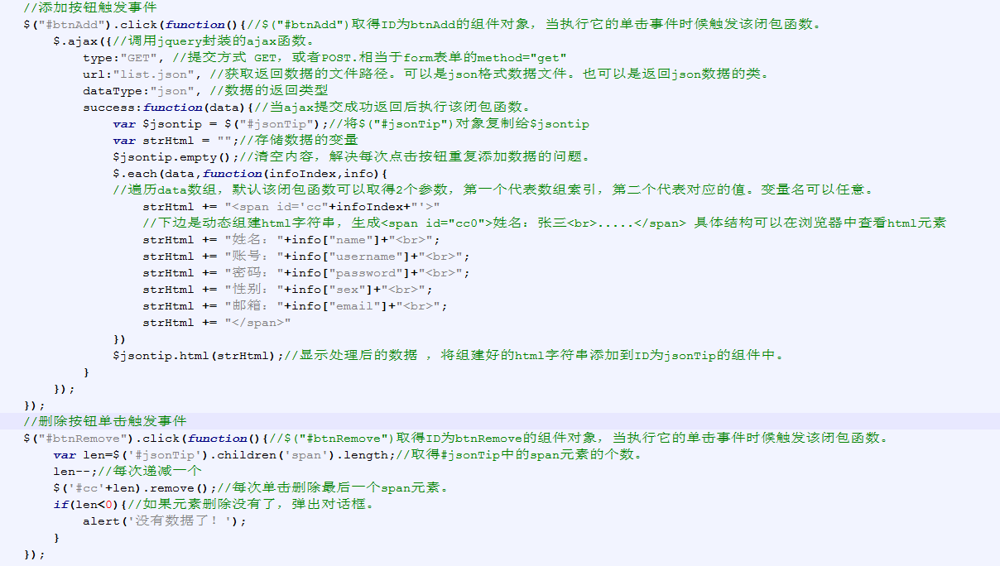 //添加按钮触发事件
$("#btnAdd").click(function(){//$("#btnAdd")取得ID为btnAdd的组件对象，当执行它的单击事件时候触发该闭包函数。
$.ajax({//调用jquery封装的ajax函数。
type:"GET", //提交方式 GET，或者POST.相当于form表单的method="get"
url:"list.json", //获取返回数据的文件路径。可以是json格式数据文件。也可以是返回json数据的类。
dataType:"json", //数据的返回类型
success:function(data){//当ajax提交成功返回后执行该闭包函数。
var $jsontip = $("#jsonTip");//将$("#jsonTip")对象复制给$jsontip
var strHtml = "";//存储数据的变量
$jsontip.empty();//清空内容，解决每次点击按钮重复添加数据的问题。
$.each(data,function(infoIndex,info){
//遍历data数组，默认该闭包函数可以取得2个参数，第一个代表数组索引，第二个代表对应的值。变量名可以任意。
strHtml += "<span id='cc"+infoIndex+"'>"
//下边是动态组建html字符串，生成<span id="cc0">姓名：张三<br>.....</span> 具体结构可以在浏览器中查看html元素
strHtml += "姓名："+info["name"]+"<br>";
strHtml += "账号："+info["username"]+"<br>";
strHtml += "密码："+info["password"]+"<br>";
strHtml += "性别："+info["sex"]+"<br>";
strHtml += "邮箱："+info["email"]+"<br>";
strHtml += "</span>"
})
$jsontip.html(strHtml);//显示处理后的数据 ，将组建好的html字符串添加到ID为jsonTip的组件中。
}
});
});
//删除按钮单击触发事件
$("#btnRemove").click(function(){//$("#btnRemove")取得ID为btnRemove的组件对象，当执行它的单击事件时候触发该闭包函数。
var len=$('#jsonTip').children('span').length;//取得#jsonTip中的span元素的个数。
len--;//每次递减一个
$('#cc'+len).remove();//每次单击删除最后一个span元素。
if(len<0){//如果元素删除没有了，弹出对话框。
alert('没有数据了！');
}
});